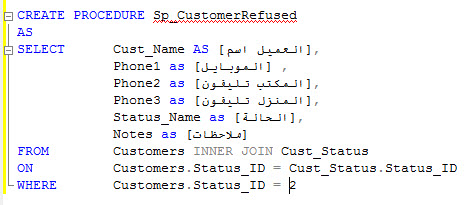 CREATE PROCEDURE Sp_CustomerRefused
AS
SELECT Cust_Name AS [اسم العميل],
Phone1 as [الموبايل] ,
Phone2 as [تليفون المكتب],
Phone3 as [تليفون المنزل],
Status_Name as [الحالة],
Notes as [ملاحظات]
FROM Customers INNER JOIN Cust_Status
ON Customers.Status_ID = Cust_Status.Status_ID
WHERE Customers.Status_ID = 2